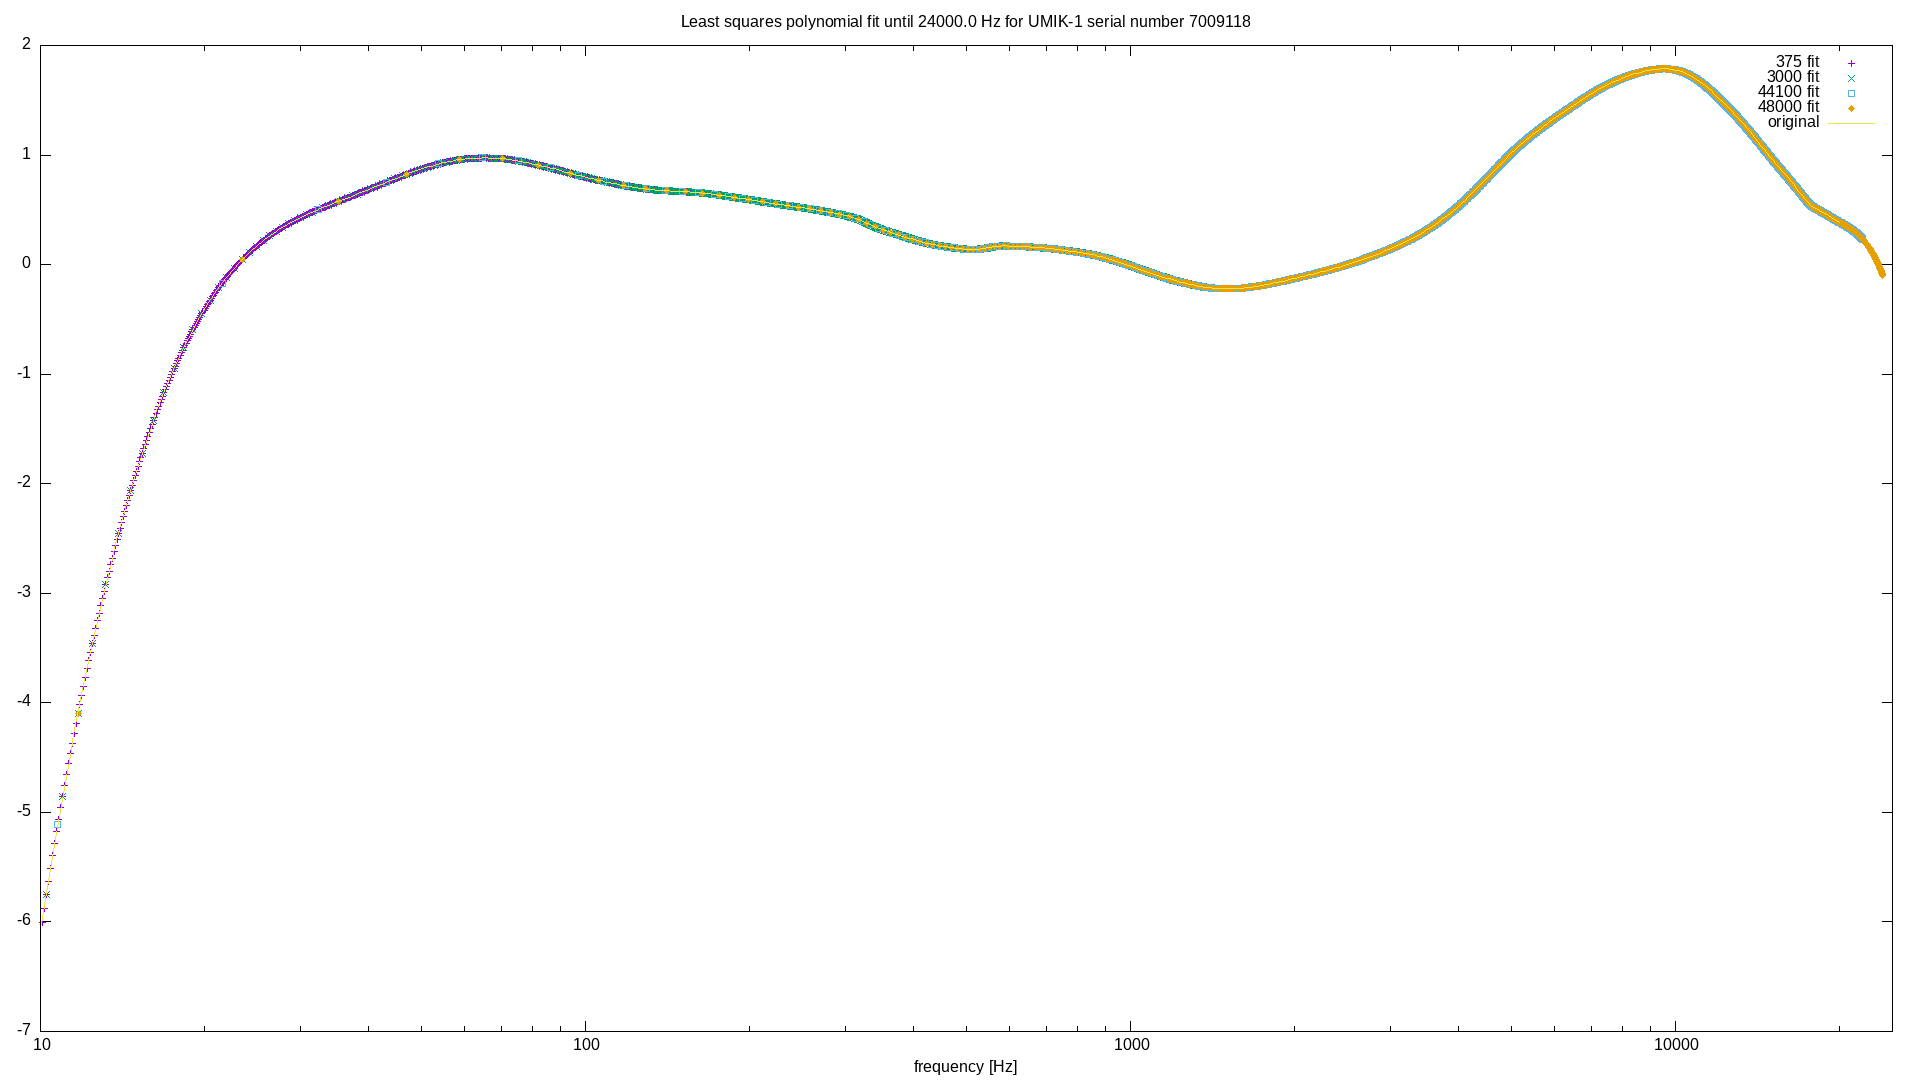 Least squares polynomial fit until 24000.0 Hz for UMIK-1 serial number 7009118
2
1
0
-1
-2
-3
-4
-5
-6
-7
375 fit
3000 fit
44100 fit
48000 fit
original
10
100
1000
10000
frequency [Hz]